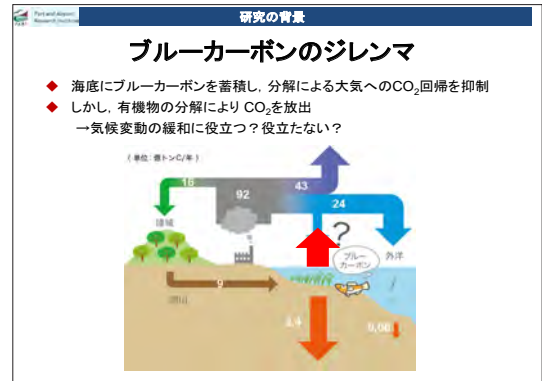 Port and Airport
Research Institute
研究の背景
ブルーカーボンのジレンマ
◆ 海底にブルーカーボンを蓄積し，分解による大気へのCO₂回帰を抑制
◆ しかし，有機物の分解により CO₂を放出
→気候変動の緩和に役立つ？役立たない？
（単位：億トンC/年）
16
92
43
24
陸域
?
ブルー
カーボン
外洋
9
2.4
0.06